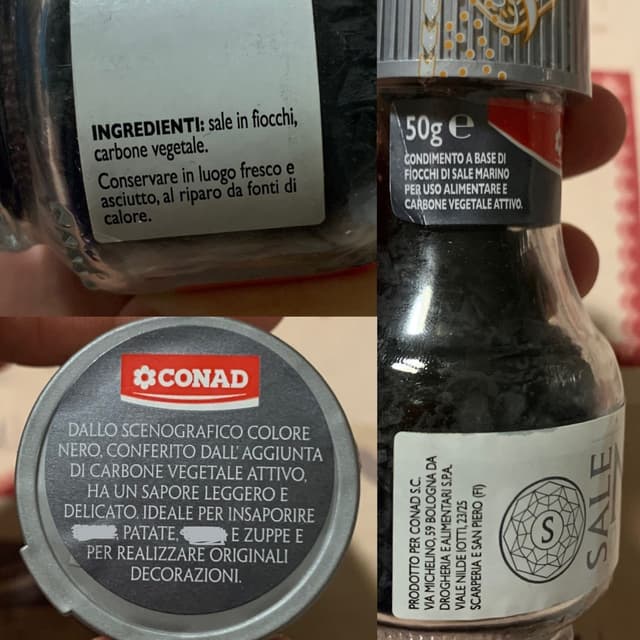 INGREDIENTI: sale in fiocchi,
carbone vegetale.
Conservare in luogo fresco e
asciutto, al riparo da fonti di
calore.
50g e
CONDIMENTO A BASE DI
FIOCCHI DI SALE MARINO
PER USO ALIMENTARE E
CARBONE VEGETALE ATTIVO.
CONAD
DALLO SCENOGRAFICO COLORE
NERO, CONFERITO DALL'AGGIUNTA
DI CARBONE VEGETALE ATTIVO,
HA UN SAPORE LEGGERO E
DELICATO. IDEALE PER INSAPORIRE
, PATATE, E ZUPPE E
PER REALIZZARE ORIGINALI
DECORAZIONI.
PRODOTTO PER CONAD S.C.
VIA MICHELINO, 59 BOLOGNA DA
DROGHERIA E ALIMENTARI S.P.A.
VIALE NILDE IOTTI, 23/25
SCARPERIA E SAN PIERO (FI)
S
SALE